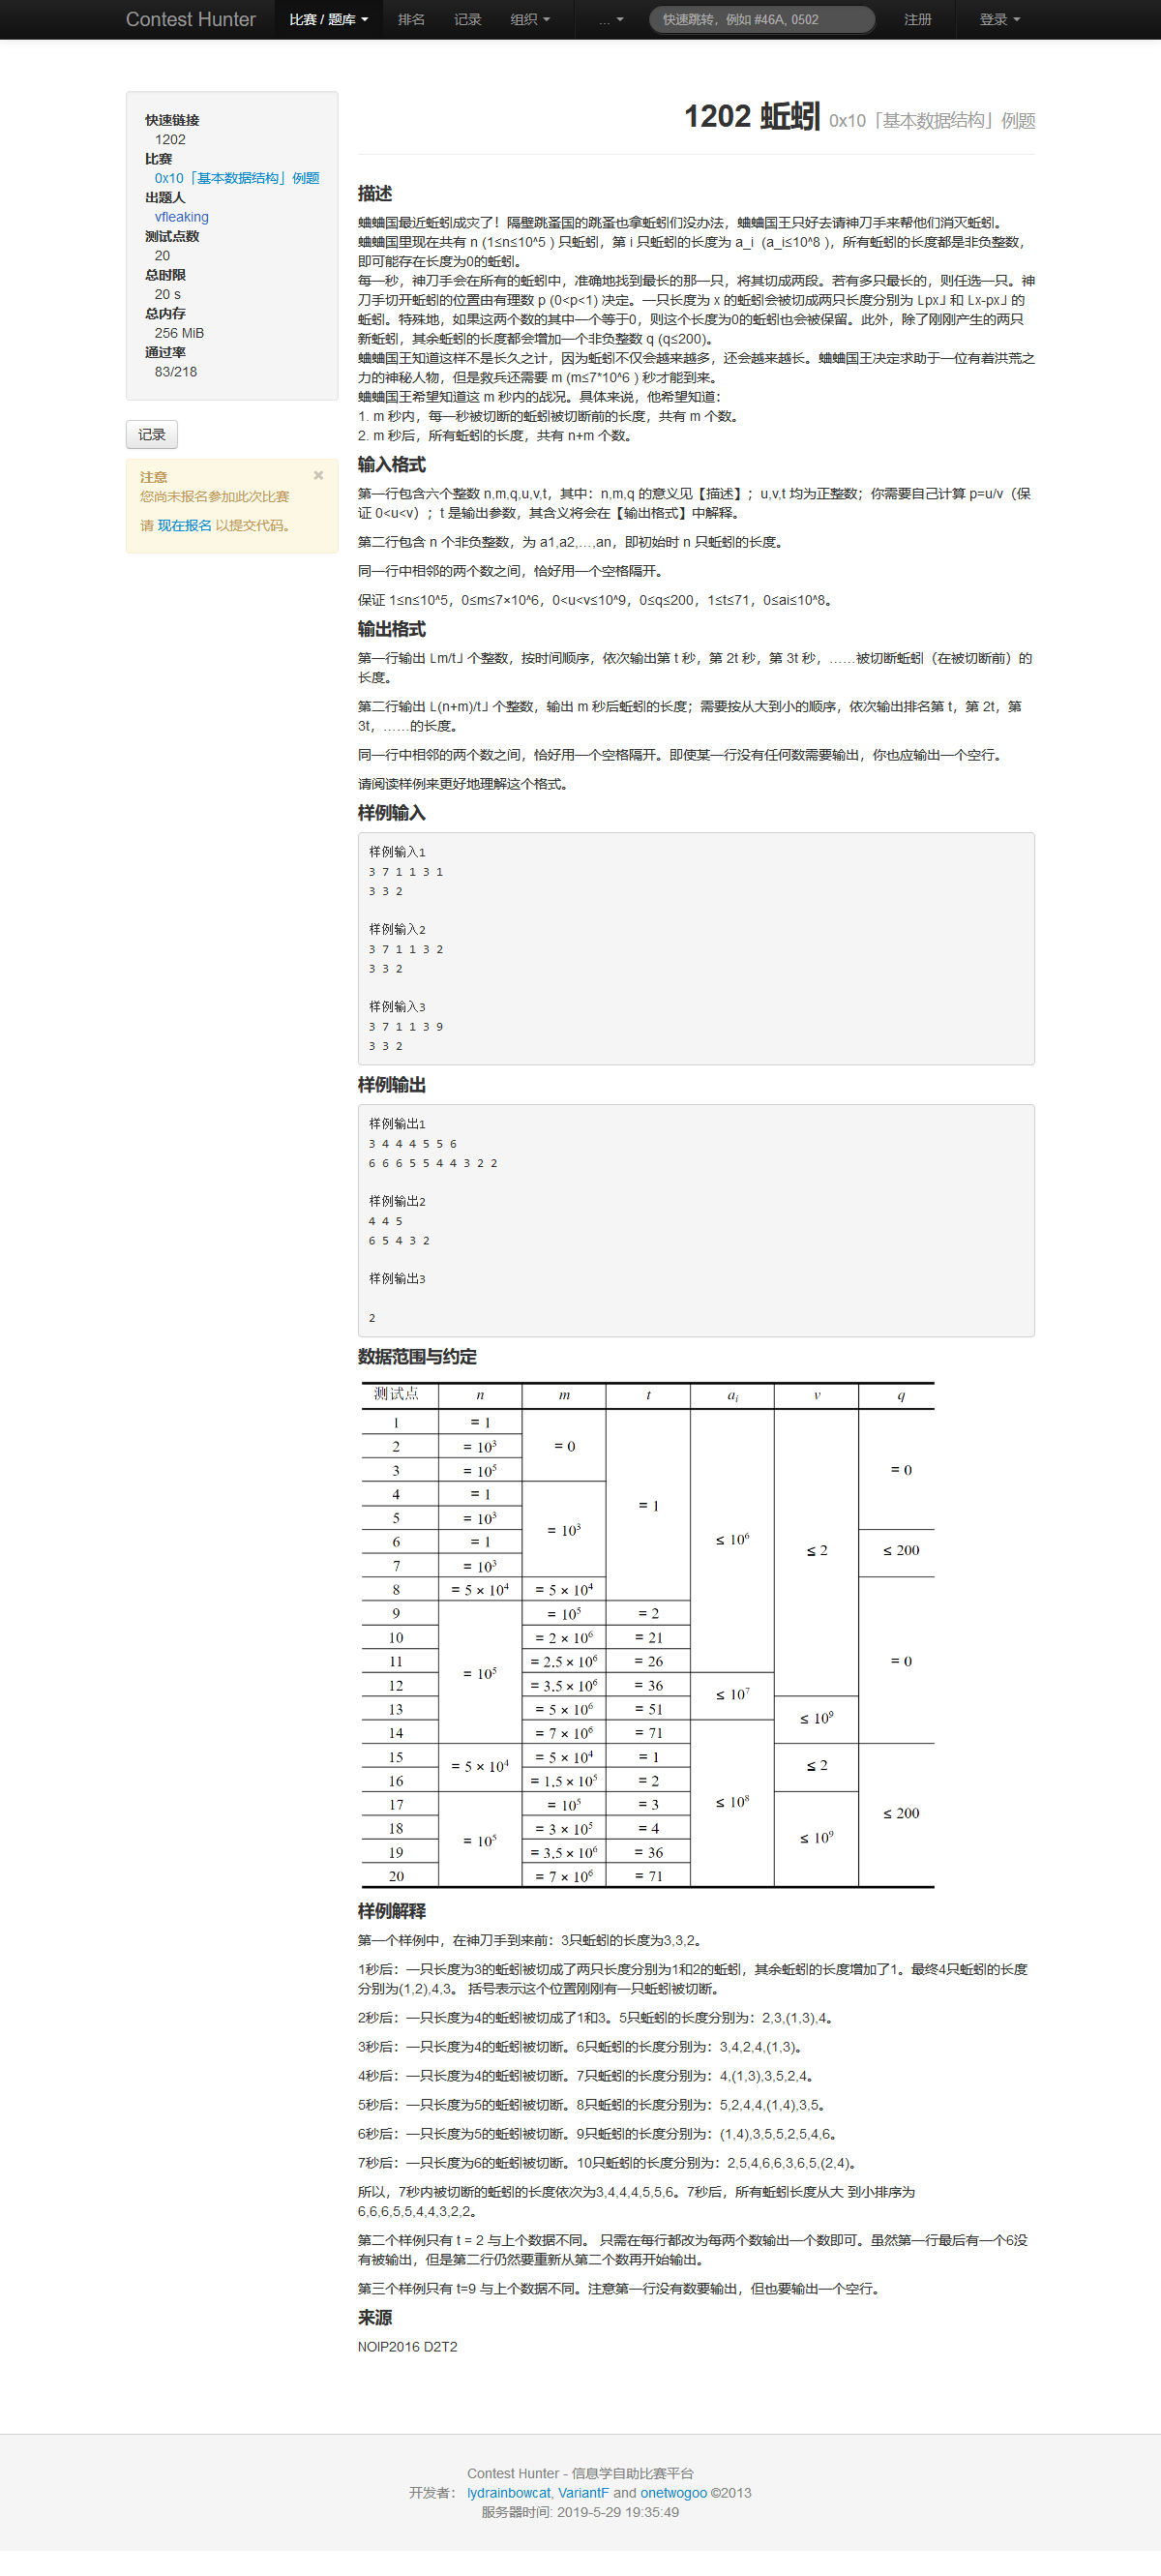 Contest Hunter 比赛 / 题库 排名 记录 组织 ... 快速跳转，例如 #46A, 0502 注册 登录
快速链接
1202
比赛
0x10「基本数据结构」例题
出题人
vfleaking
测试点数
20
总时限
20 s
总内存
256 MiB
通过率
83/218
记录
注意 ×
您尚未报名参加此次比赛
请 现在报名 以提交代码。
1202 蚯蚓 0x10「基本数据结构」例题
描述
蛐蛐国最近蚯蚓成灾了！隔壁跳蚤国的跳蚤也拿蚯蚓们没办法，蛐蛐国王只好去请神刀手来帮他们消灭蚯蚓。
蛐蛐国里现在共有 n (1≤n≤10^5 ) 只蚯蚓，第 i 只蚯蚓的长度为 a_i  (a_i≤10^8 )，所有蚯蚓的长度都是非负整数，
即可能存在长度为0的蚯蚓。
每一秒，神刀手会在所有的蚯蚓中，准确地找到最长的那一只，将其切成两段。若有多只最长的，则任选一只。神
刀手切开蚯蚓的位置由有理数 p (0<p<1) 决定。一只长度为 x 的蚯蚓会被切成两只长度分别为 ⌊px⌋ 和 ⌊x-px⌋ 的
蚯蚓。特殊地，如果这两个数的其中一个等于0，则这个长度为0的蚯蚓也会被保留。此外，除了刚刚产生的两只
新蚯蚓，其余蚯蚓的长度都会增加一个非负整数 q (q≤200)。
蛐蛐国王知道这样不是长久之计，因为蚯蚓不仅会越来越多，还会越来越长。蛐蛐国王决定求助于一位有着洪荒之
力的神秘人物，但是救兵还需要 m (m≤7*10^6 ) 秒才能到来。
蛐蛐国王希望知道这 m 秒内的战况。具体来说，他希望知道：
1. m 秒内，每一秒被切断的蚯蚓被切断前的长度，共有 m 个数。
2. m 秒后，所有蚯蚓的长度，共有 n+m 个数。
输入格式
第一行包含六个整数 n,m,q,u,v,t，其中：n,m,q 的意义见【描述】；u,v,t 均为正整数；你需要自己计算 p=u/v（保
证 0<u<v）；t 是输出参数，其含义将会在【输出格式】中解释。
第二行包含 n 个非负整数，为 a1,a2,…,an，即初始时 n 只蚯蚓的长度。
同一行中相邻的两个数之间，恰好用一个空格隔开。
保证 1≤n≤10^5，0≤m≤7×10^6，0<u<v≤10^9，0≤q≤200，1≤t≤71，0≤ai≤10^8。
输出格式
第一行输出 ⌊m/t⌋ 个整数，按时间顺序，依次输出第 t 秒，第 2t 秒，第 3t 秒，……被切断蚯蚓（在被切断前）的
长度。
第二行输出 ⌊(n+m)/t⌋ 个整数，输出 m 秒后蚯蚓的长度；需要按从大到小的顺序，依次输出排名第 t，第 2t，第
3t，……的长度。
同一行中相邻的两个数之间，恰好用一个空格隔开。即使某一行没有任何数需要输出，你也应输出一个空行。
请阅读样例来更好地理解这个格式。
样例输入
样例输入1
3 7 1 1 3 1
3 3 2
样例输入2
3 7 1 1 3 2
3 3 2
样例输入3
3 7 1 1 3 9
3 3 2
样例输出
样例输出1
3 4 4 4 5 5 6
6 6 6 5 5 4 4 3 2 2
样例输出2
4 4 5
6 5 4 3 2
样例输出3
2
数据范围与约定
测试点 n m t ai v q
1 = 1
2 = 10³ = 0
3 = 10⁵ = 0
4 = 1
5 = 10³ = 10³ = 1
6 = 1 ≤ 10⁶ ≤ 2 ≤ 200
7 = 10³
8 = 5 × 10⁴ = 5 × 10⁴
9 = 10⁵ = 2
10 = 2 × 10⁶ = 21
11 = 10⁵ = 2.5 × 10⁶ = 26 = 0
12 = 3.5 × 10⁶ = 36 ≤ 10⁷
13 = 5 × 10⁶ = 51 ≤ 10⁹
14 = 7 × 10⁶ = 71
15 = 5 × 10⁴ = 5 × 10⁴ = 1 ≤ 2
16 = 1.5 × 10⁵ = 2
17 = 10⁵ = 3 ≤ 10⁸ ≤ 200
18 = 10⁵ = 3 × 10⁵ = 4 ≤ 10⁹
19 = 3.5 × 10⁶ = 36
20 = 7 × 10⁶ = 71
样例解释
第一个样例中，在神刀手到来前：3只蚯蚓的长度为3,3,2。
1秒后：一只长度为3的蚯蚓被切成了两只长度分别为1和2的蚯蚓，其余蚯蚓的长度增加了1。最终4只蚯蚓的长度
分别为(1,2),4,3。 括号表示这个位置刚刚有一只蚯蚓被切断。
2秒后：一只长度为4的蚯蚓被切成了1和3。5只蚯蚓的长度分别为：2,3,(1,3),4。
3秒后：一只长度为4的蚯蚓被切断。6只蚯蚓的长度分别为：3,4,2,4,(1,3)。
4秒后：一只长度为4的蚯蚓被切断。7只蚯蚓的长度分别为：4,(1,3),3,5,2,4。
5秒后：一只长度为5的蚯蚓被切断。8只蚯蚓的长度分别为：5,2,4,4,(1,4),3,5。
6秒后：一只长度为5的蚯蚓被切断。9只蚯蚓的长度分别为：(1,4),3,5,5,2,5,4,6。
7秒后：一只长度为6的蚯蚓被切断。10只蚯蚓的长度分别为：2,5,4,6,6,3,6,5,(2,4)。
所以，7秒内被切断的蚯蚓的长度依次为3,4,4,4,5,5,6。7秒后，所有蚯蚓长度从大 到小排序为
6,6,6,5,5,4,4,3,2,2。
第二个样例只有 t = 2 与上个数据不同。 只需在每行都改为每两个数输出一个数即可。虽然第一行最后有一个6没
有被输出，但是第二行仍然要重新从第二个数再开始输出。
第三个样例只有 t=9 与上个数据不同。注意第一行没有数要输出，但也要输出一个空行。
来源
NOIP2016 D2T2
Contest Hunter - 信息学自助比赛平台
开发者： lydrainbowcat, VariantF and onetwogoo ©2013
服务器时间: 2019-5-29 19:35:49